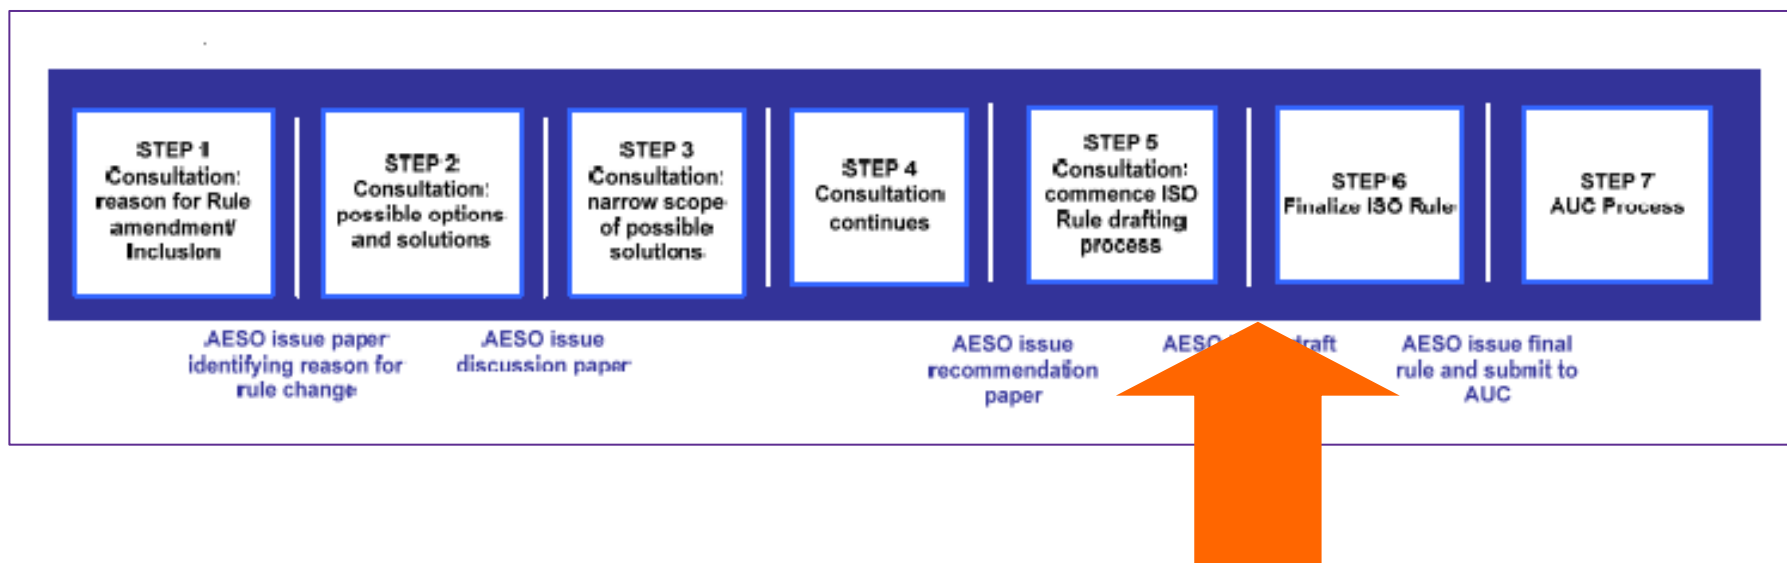 STEP 1
Consultation:
reason for Rule
amendment/
Inclusion
STEP 2
Consultation:
possible options
and solutions
STEP 3
Consultation:
narrow scope
of possible
solutions
STEP 4
Consultation
continues
STEP 5
Consultation:
commence ISO
Rule drafting
process
STEP 6
Finalize ISO Rule
STEP 7
AUC Process
AESO issue paper
identifying reason for
rule change
AESO issue
discussion paper
AESO issue
recommendation
paper
AESO draft
AESO issue final
rule and submit to
AUC